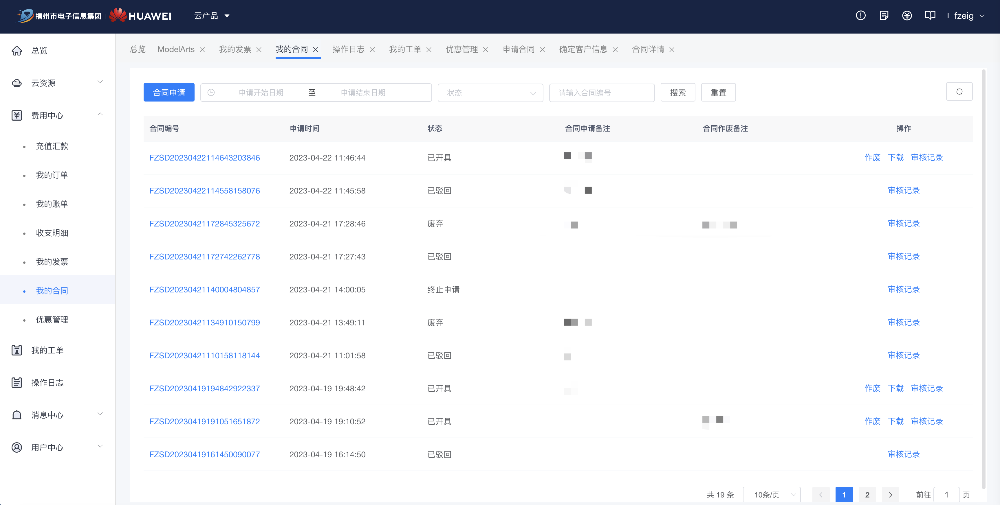 福州市电子信息集团 HUAWEI 云产品 fzeig
总览 ModelArts 我的发票 我的合同 操作日志 我的工单 优惠管理 申请合同 确定客户信息 合同详情
总览
云资源
费用中心
充值汇款
我的订单
我的账单
收支明细
我的发票
我的合同
优惠管理
我的工单
操作日志
消息中心
用户中心
合同申请 申请开始日期 至 申请结束日期 状态 请输入合同编号 搜索 重置
合同编号 申请时间 状态 合同申请备注 合同作废备注 操作
FZSD20230422114643203846 2023-04-22 11:46:44 已开具 作废 下载 审核记录
FZSD20230422114558158076 2023-04-22 11:45:58 已驳回 审核记录
FZSD20230421172845325672 2023-04-21 17:28:46 废弃 审核记录
FZSD20230421172742262778 2023-04-21 17:27:43 已驳回 审核记录
FZSD20230421140004804857 2023-04-21 14:00:05 终止申请 审核记录
FZSD20230421134910150799 2023-04-21 13:49:11 废弃 审核记录
FZSD20230421110158118144 2023-04-21 11:01:58 已驳回 审核记录
FZSD20230419194842922337 2023-04-19 19:48:42 已开具 作废 下载 审核记录
FZSD20230419191051651872 2023-04-19 19:10:52 已开具 作废 下载 审核记录
FZSD20230419161450090077 2023-04-19 16:14:50 已驳回 审核记录
共 19 条 10条/页 1 2 前往 1 页